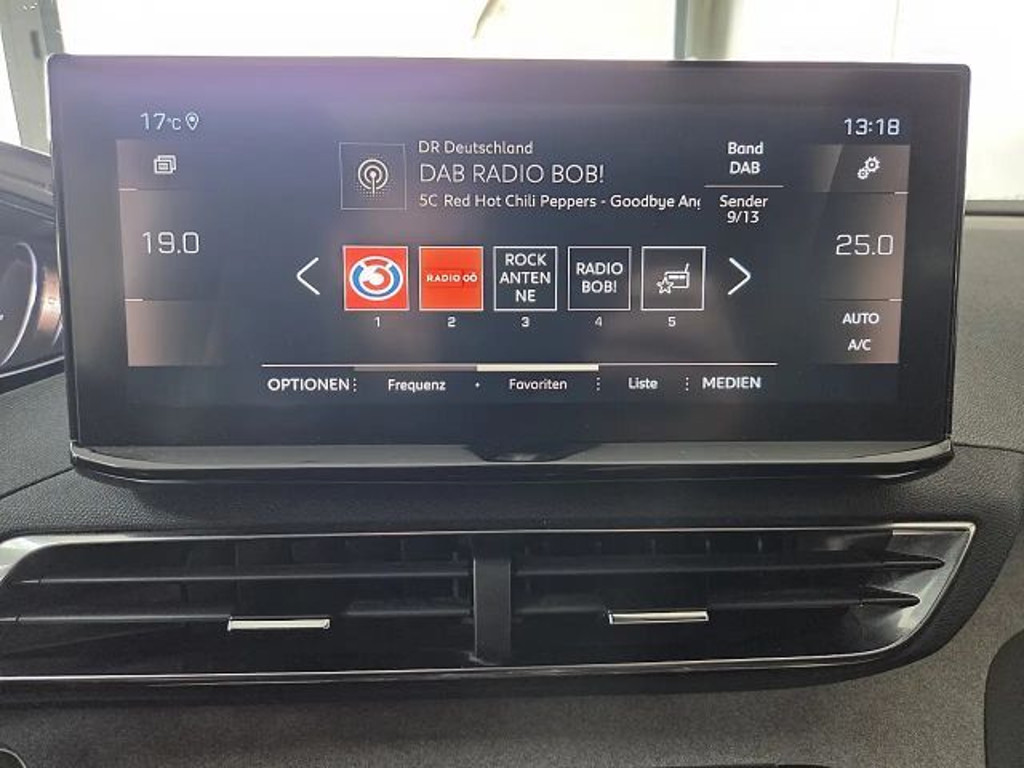 17°C
13:18
DR Deutschland
DAB RADIO BOB!
5C Red Hot Chili Peppers - Goodbye Ang
Band
DAB
Sender
9/13
19.0
25.0
3
RADIO OÖ
ROCK
ANTEN
NE
RADIO
BOB!
1
2
3
4
5
AUTO
A/C
OPTIONEN
Frequenz
Favoriten
Liste
MEDIEN